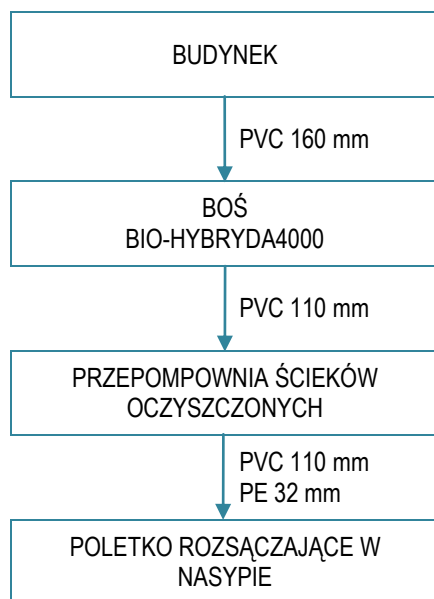 BUDYNEK
PVC 160 mm
BOŚ
BIO-HYBRYDA4000
PVC 110 mm
PRZEPOMPOWNIA ŚCIEKÓW
OCZYSZCZONYCH
PVC 110 mm
PE 32 mm
POLETKO ROZSĄCZAJĄCE W
NASYPIE